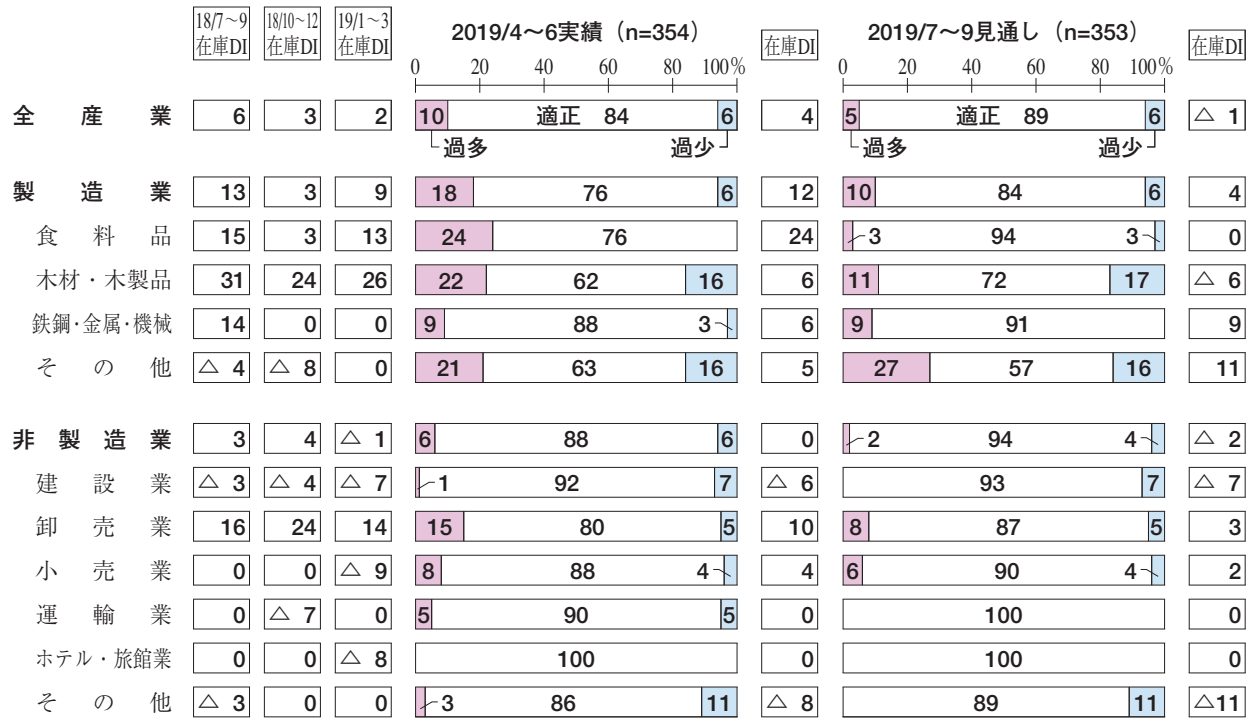 18/7～9 在庫DI 18/10～12 在庫DI 19/1～3 在庫DI 2019/4～6実績（n=354） 在庫DI 2019/7～9見通し（n=353） 在庫DI
0 20 40 60 80 100% 0 20 40 60 80 100%
全産業 6 3 2 10 適正 84 6 4 5 適正 89 6 △ 1
過多 過少 過多 過少
製造業 13 3 9 18 76 6 12 10 84 6 4
食料品 15 3 13 24 76 24 3 94 3 0
木材・木製品 31 24 26 22 62 16 6 11 72 17 △ 6
鉄鋼・金属・機械 14 0 0 9 88 3 6 9 91 9
その他 △ 4 △ 8 0 21 63 16 5 27 57 16 11
非製造業 3 4 △ 1 6 88 6 0 2 94 4 △ 2
建設業 △ 3 △ 4 △ 7 1 92 7 △ 6 93 7 △ 7
卸売業 16 24 14 15 80 5 10 8 87 5 3
小売業 0 0 △ 9 8 88 4 4 6 90 4 2
運輸業 0 △ 7 0 5 90 5 0 100 0
ホテル・旅館業 0 0 △ 8 100 0 100 0
その他 △ 3 0 0 3 86 11 △ 8 89 11 △11